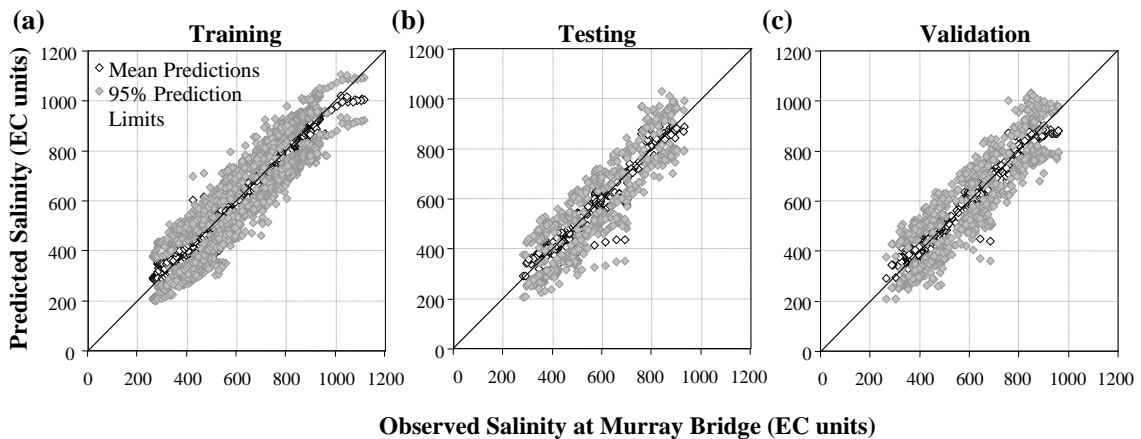 (a)
Training
(b)
Testing
(c)
Validation
Predicted Salinity (EC units)
1200
1000
800
600
400
200
0
Mean Predictions
95% Prediction
Limits
0 200 400 600 800 1000 1200
1200
1000
800
600
400
200
0
0 200 400 600 800 1000 1200
1200
1000
800
600
400
200
0
0 200 400 600 800 1000 1200
Observed Salinity at Murray Bridge (EC units)